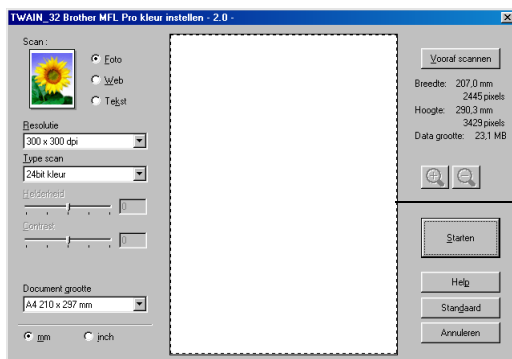 TWAIN_32 Brother MFL Pro kleur instellen - 2.0 -
Scan :
Foto
Web
Tekst
Resolutie
300 x 300 dpi
Type scan
24bit kleur
Helderheid
0
Contrast
0
Document grootte
A4 210 x 297 mm
mm
inch
Vooraf scannen
Breedte: 207,0 mm
2445 pixels
Hoogte: 290,3 mm
3429 pixels
Data grootte: 23,1 MB
Starten
Help
Standaard
Annuleren